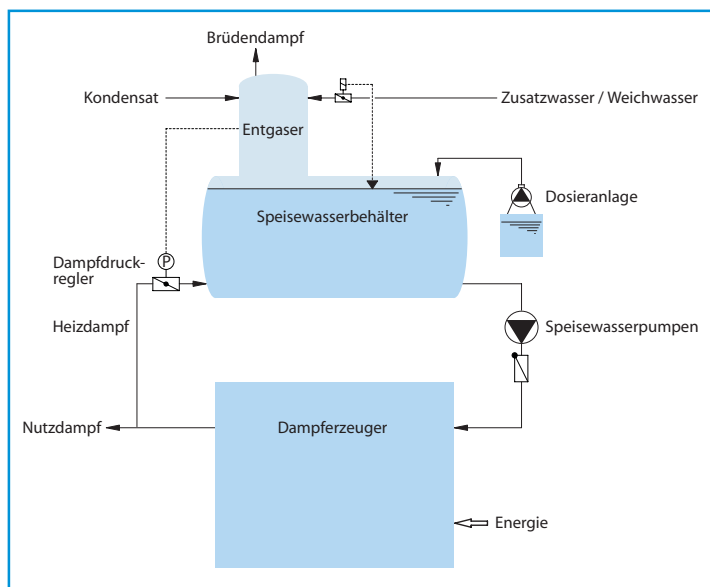 Brüdendampf
Kondensat
Zusatzwasser / Weichwasser
Entgaser
Dosieranlage
Speisewasserbehälter
P
Dampfdruck-
regler
Heizdampf
Speisewasserpumpen
Nutzdampf
Dampferzeuger
Energie